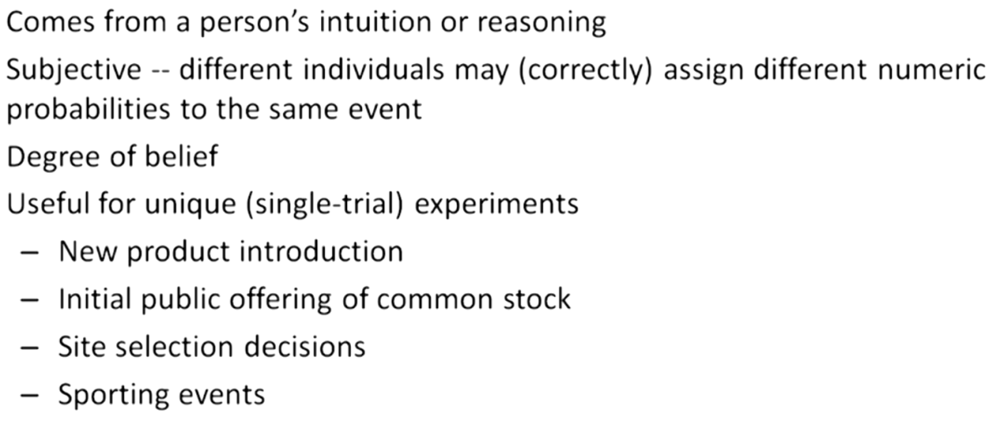 Comes from a person’s intuition or reasoning
Subjective -- different individuals may (correctly) assign different numeric
probabilities to the same event
Degree of belief
Useful for unique (single-trial) experiments
– New product introduction
– Initial public offering of common stock
– Site selection decisions
– Sporting events